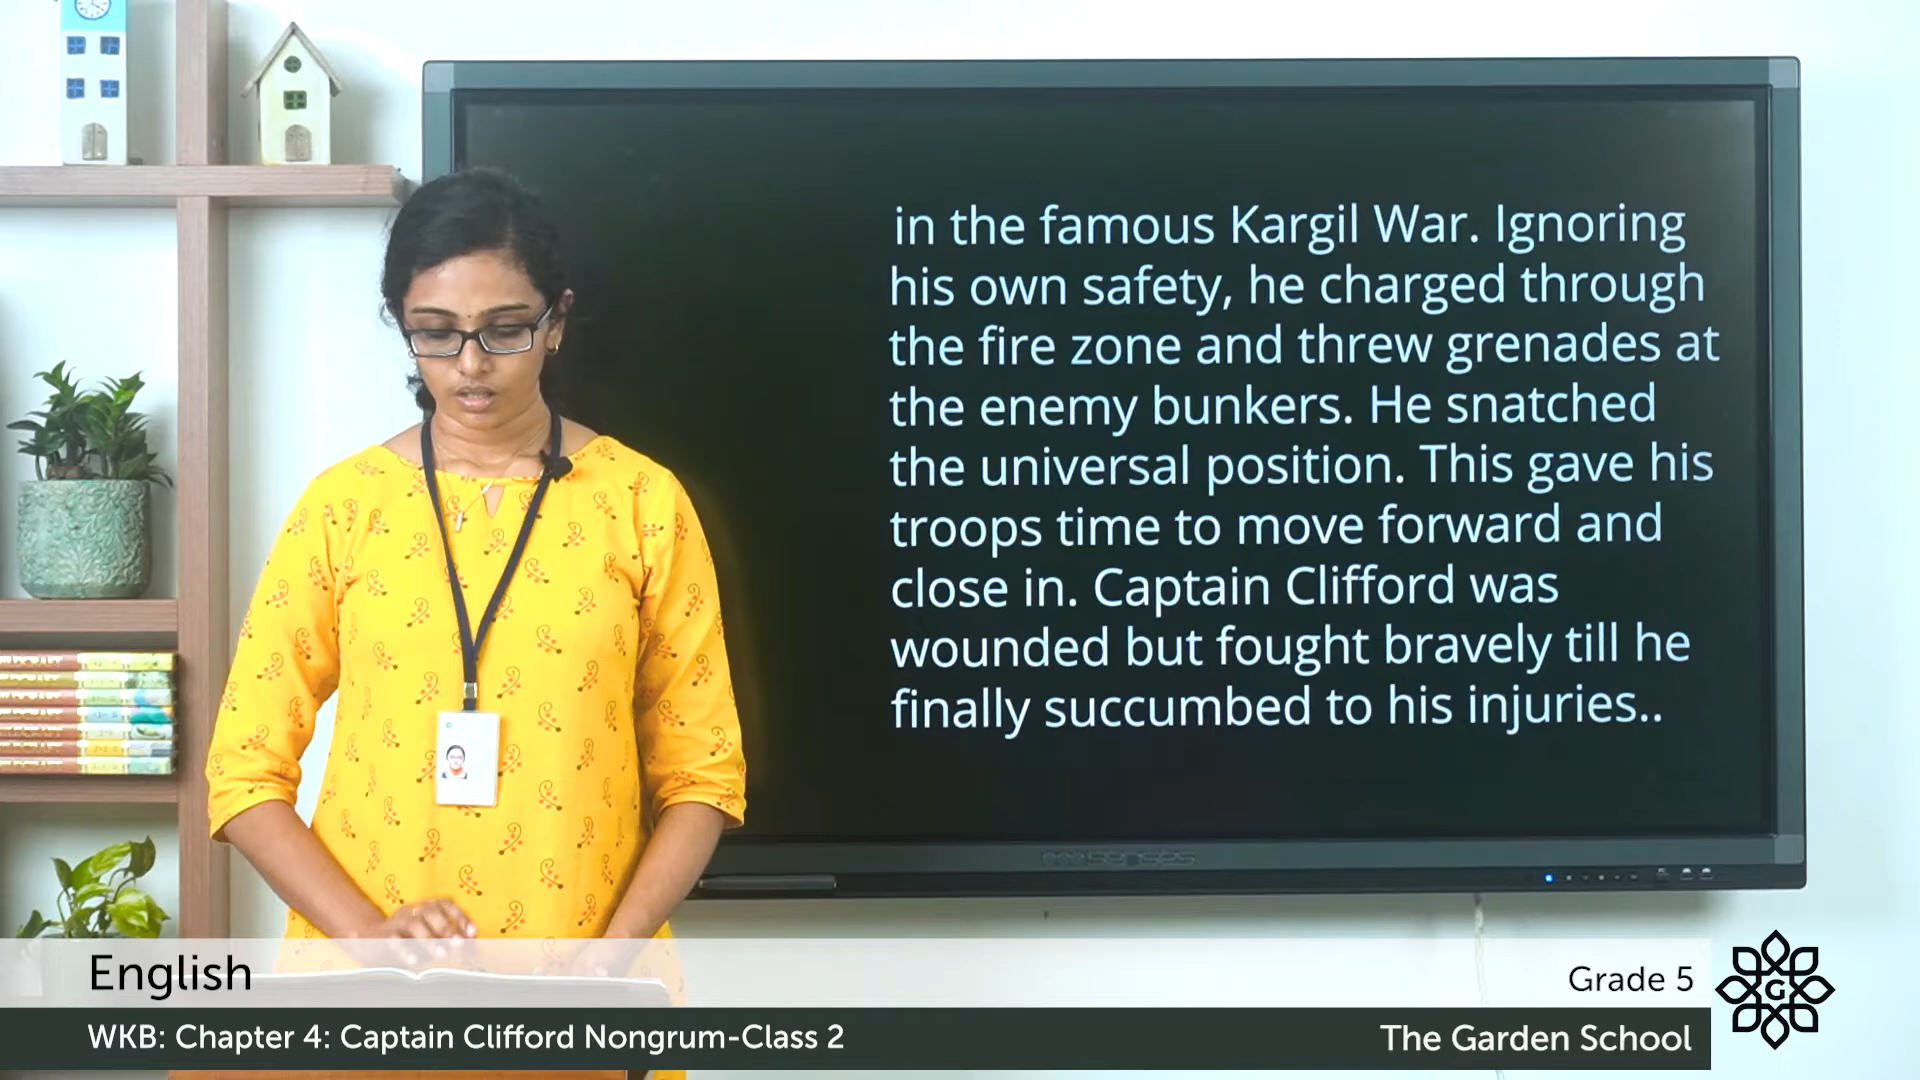 in the famous Kargil War. Ignoring
his own safety, he charged through
the fire zone and threw grenades at
the enemy bunkers. He snatched
the universal position. This gave his
troops time to move forward and
close in. Captain Clifford was
wounded but fought bravely till he
finally succumbed to his injuries..
English
Grade 5
WKB: Chapter 4: Captain Clifford Nongrum-Class 2
The Garden School
G